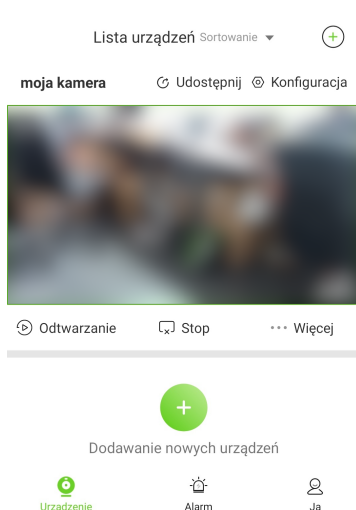 Lista urządzeń Sortowanie
moja kamera Udostępnij Konfiguracja
Odtwarzanie Stop Więcej
Dodawanie nowych urządzeń
Urządzenie Alarm Ja